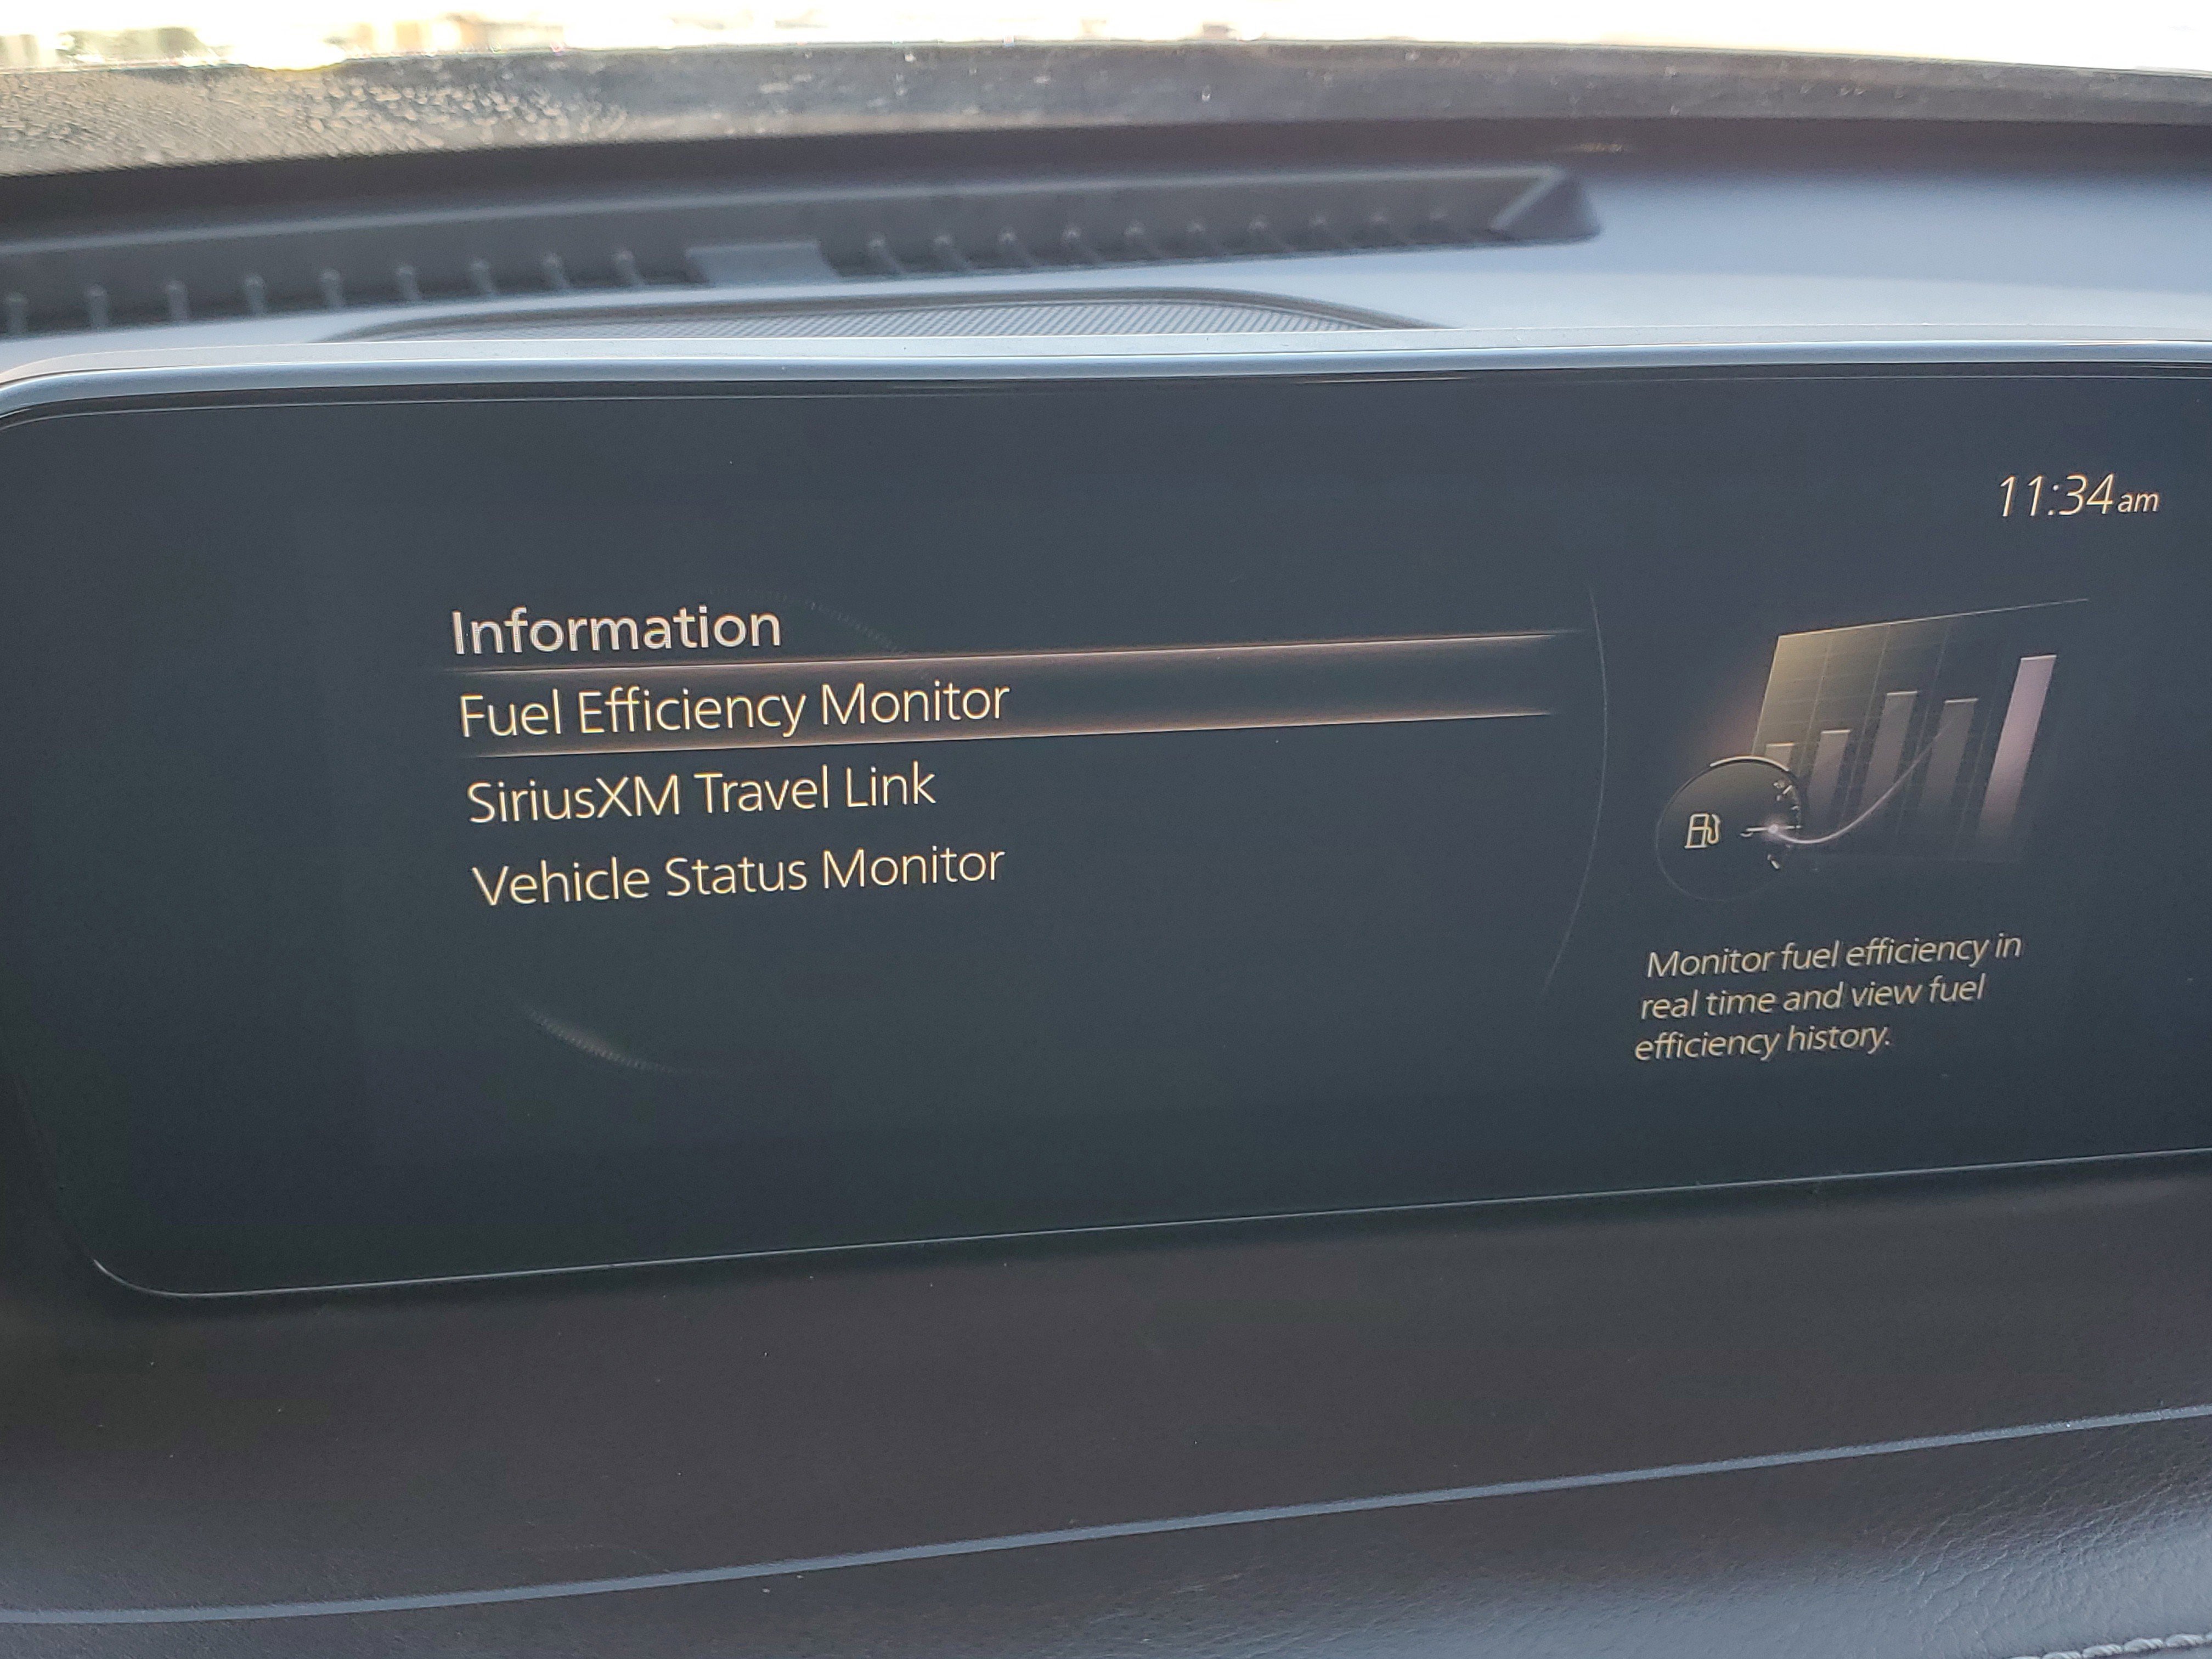 11:34am
Information
Fuel Efficiency Monitor
SiriusXM Travel Link
Vehicle Status Monitor
Monitor fuel efficiency in
real time and view fuel
efficiency history.